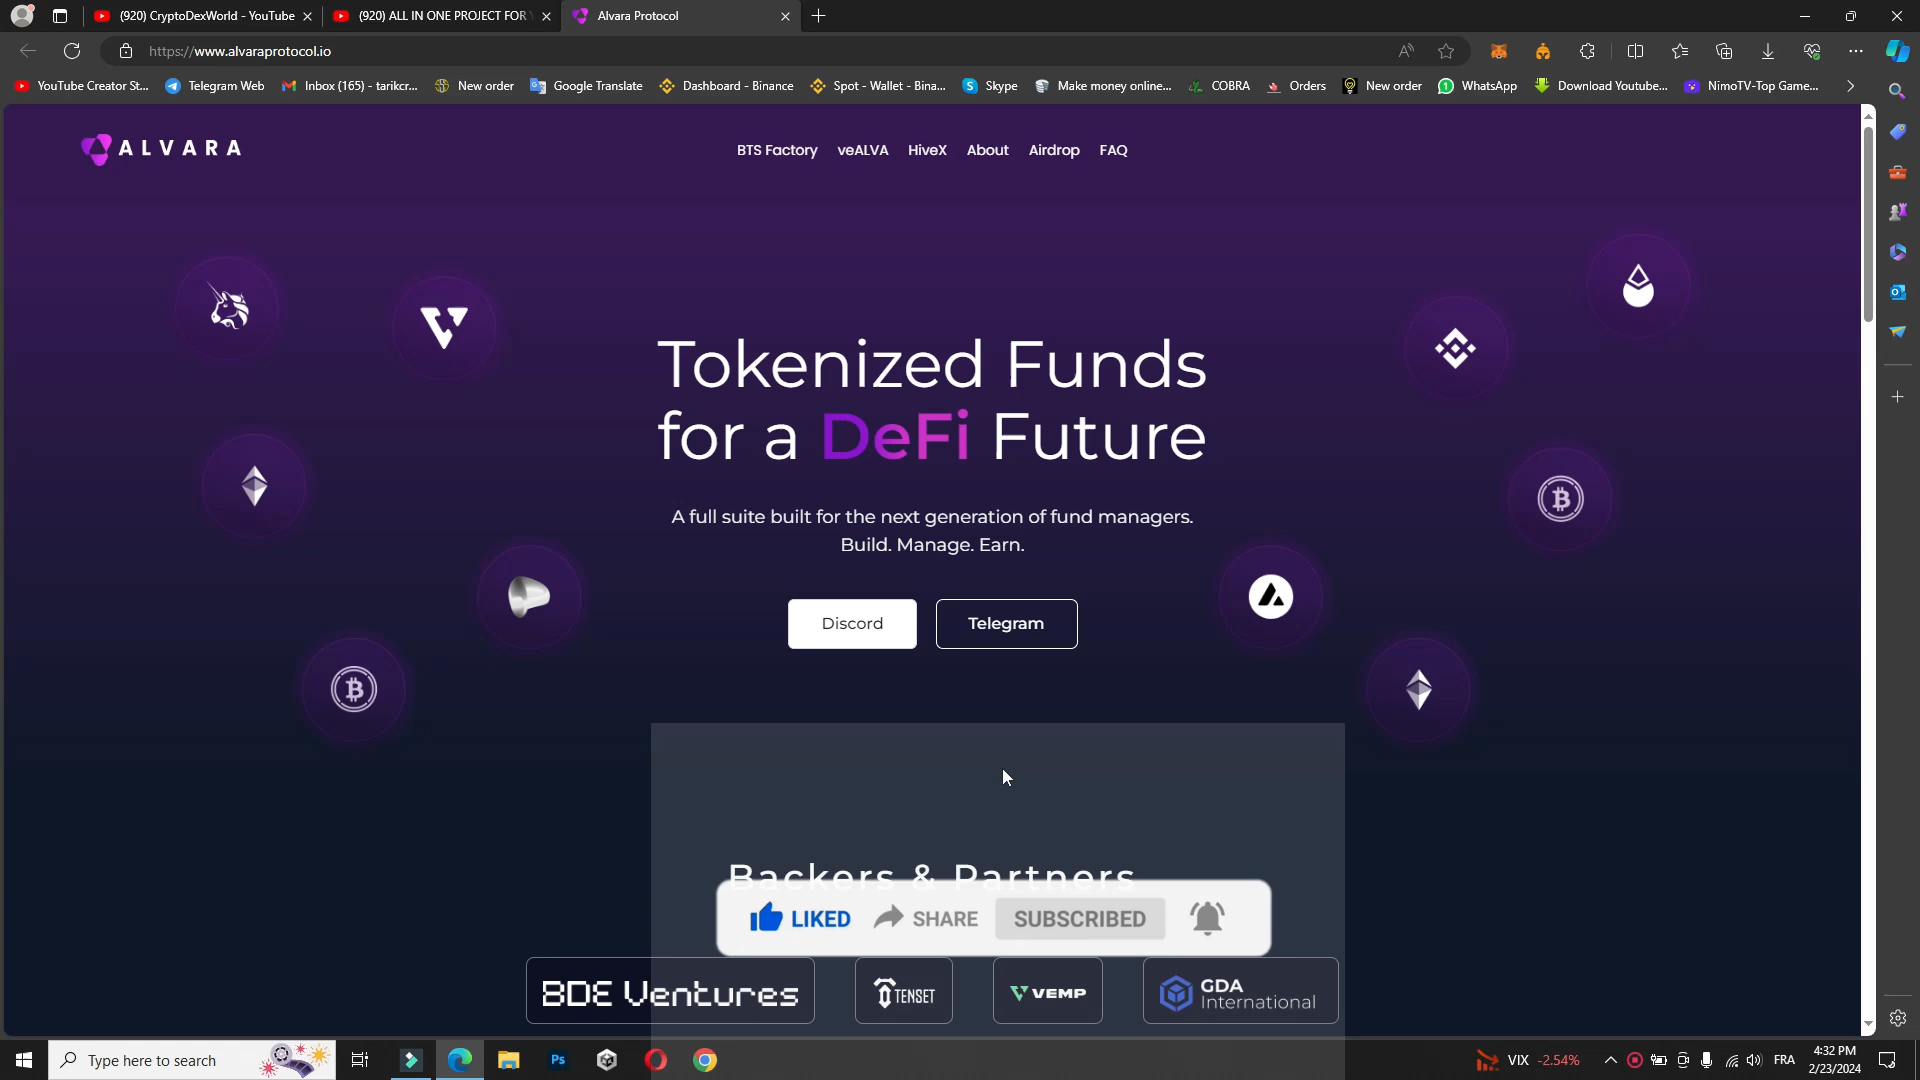 (920) CryptoDexWorld - YouTube
(920) ALL IN ONE PROJECT FOR Y
Alvara Protocol
https://www.alvaraprotocol.io
YouTube Creator St...
Telegram Web
Inbox (165) - tarikcr...
New order
Google Translate
Dashboard - Binance
Spot - Wallet - Bina...
Skype
Make money online...
COBRA
Orders
New order
WhatsApp
Download Youtube...
NimoTV-Top Game...
ALVARA
BTS Factory
veALVA
HiveX
About
Airdrop
FAQ
Tokenized Funds
for a DeFi Future
A full suite built for the next generation of fund managers.
Build. Manage. Earn.
Discord
Telegram
Backers & Partners
LIKED
SHARE
SUBSCRIBED
BDE Ventures
TENSET
VEMP
GDA
International
Type here to search
Ps
VIX -2.54%
FRA
4:32 PM
2/23/2024